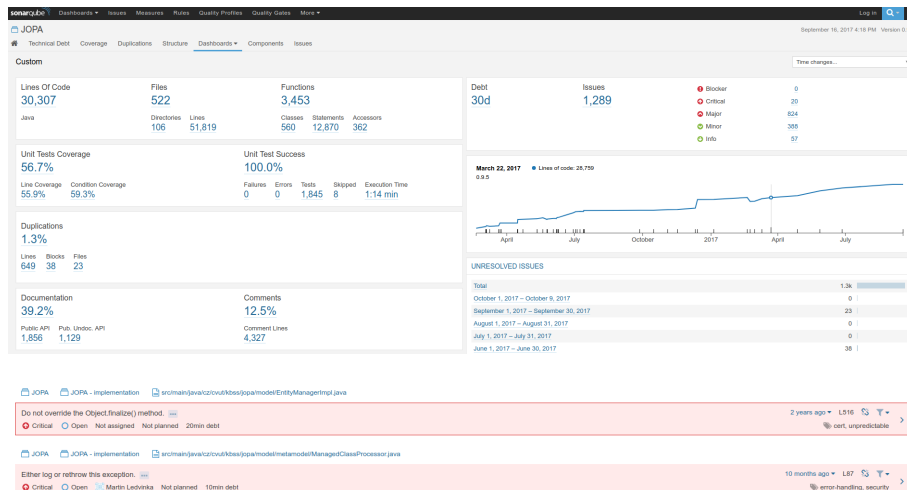 sonarqube Dashboards Issues Measures Rules Quality Profiles Quality Gates More Log in
JOPA
September 16, 2017 4:18 PM Version 0.
Technical Debt Coverage Duplications Structure Dashboards Components Issues
Custom
Time changes...
Lines Of Code Files Functions
30,307 522 3,453
Java Directories Lines Classes Statements Accessors
106 51,819 560 12,870 362
Unit Tests Coverage Unit Test Success
56.7% 100.0%
Line Coverage Condition Coverage Failures Errors Tests Skipped Execution Time
55.9% 59.3% 0 0 1,845 8 1:14 min
Duplications
1.3%
Lines Blocks Files
649 38 23
Documentation Comments
39.2% 12.5%
Public API Pub. Undoc. API Comment Lines
1,856 1,129 4,327
Debt Issues
30d 1,289
Blocker 0
Critical 20
Major 824
Minor 388
Info 57
March 22, 2017 Lines of code: 28,759
0.9.5
April July October 2017 April July
UNRESOLVED ISSUES
Total 1.3k
October 1, 2017 – October 9, 2017 0
September 1, 2017 – September 30, 2017 23
August 1, 2017 – August 31, 2017 0
July 1, 2017 – July 31, 2017 0
June 1, 2017 – June 30, 2017 38
JOPA JOPA - implementation src/main/java/cz/cvut/kbss/jopa/model/EntityManagerImpl.java
Do not override the Object.finalize() method. 2 years ago L516
Critical Open Not assigned Not planned 20min debt cert, unpredictable
JOPA JOPA - implementation src/main/java/cz/cvut/kbss/jopa/model/metamodel/ManagedClassProcessor.java
Either log or rethrow this exception. 10 months ago L87
Critical Open Martin Ledvinka Not planned 10min debt error-handling, security